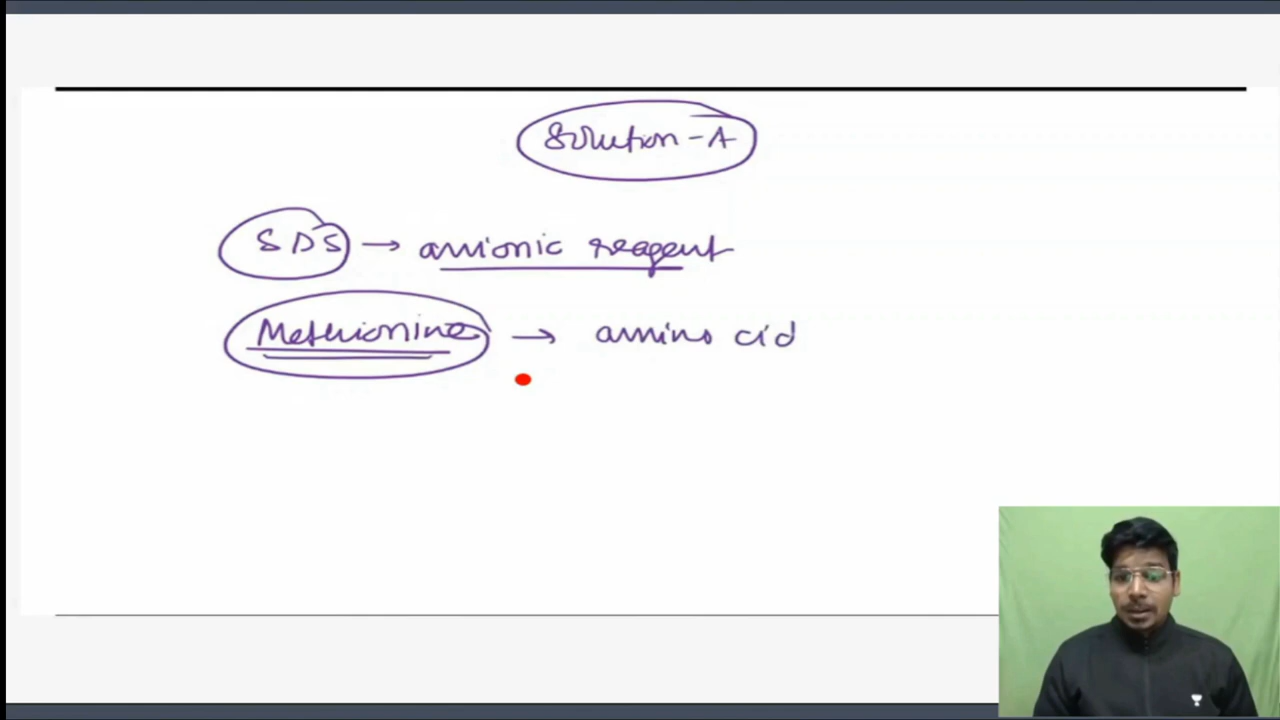 Solution-A
SDS → anionic reagent
Methionine → amino cid